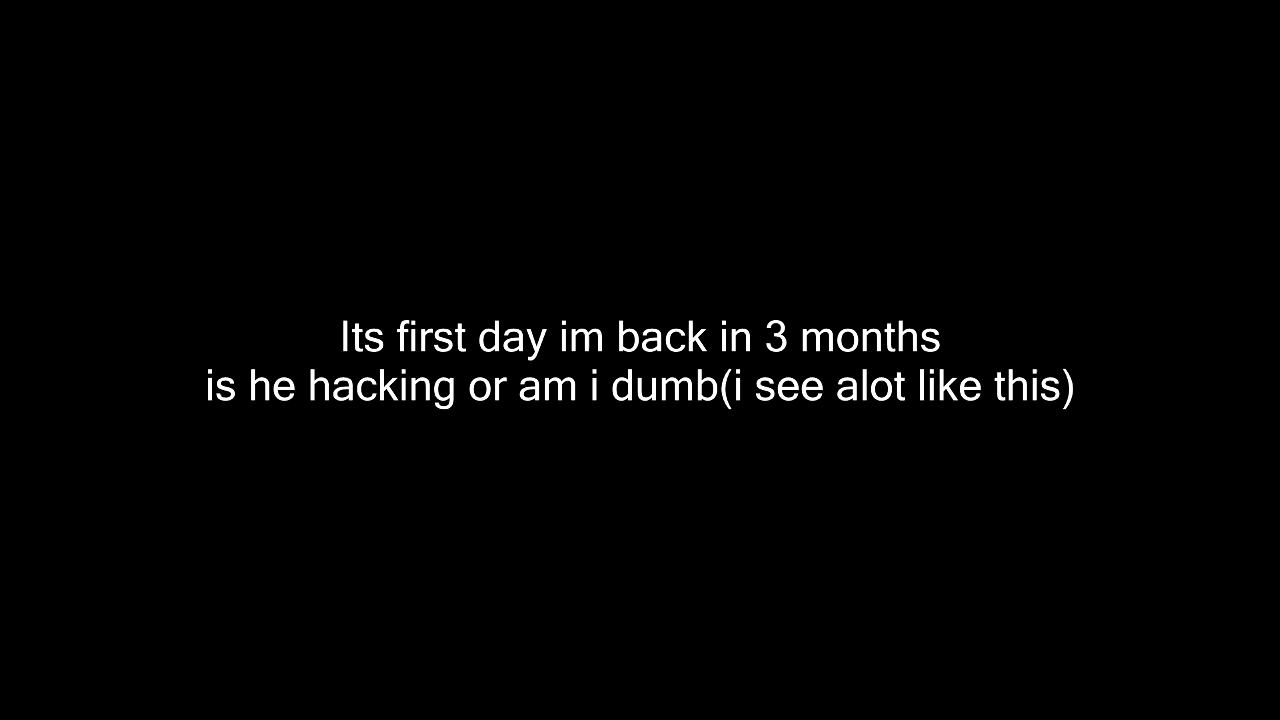 Its first day im back in 3 months
is he hacking or am i dumb(i see alot like this)